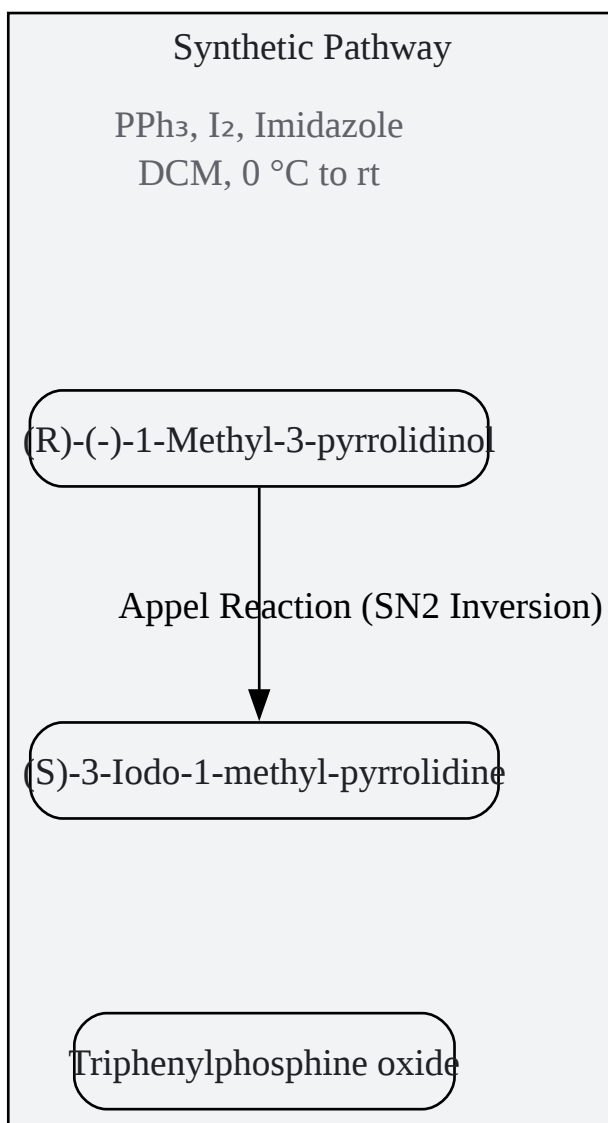 Synthetic Pathway
PPh₃, I₂, Imidazole
DCM, 0 °C to rt
(R)-(-)-1-Methyl-3-pyrrolidinol
Appel Reaction (SN2 Inversion)
(S)-3-Iodo-1-methyl-pyrrolidine
Triphenylphosphine oxide